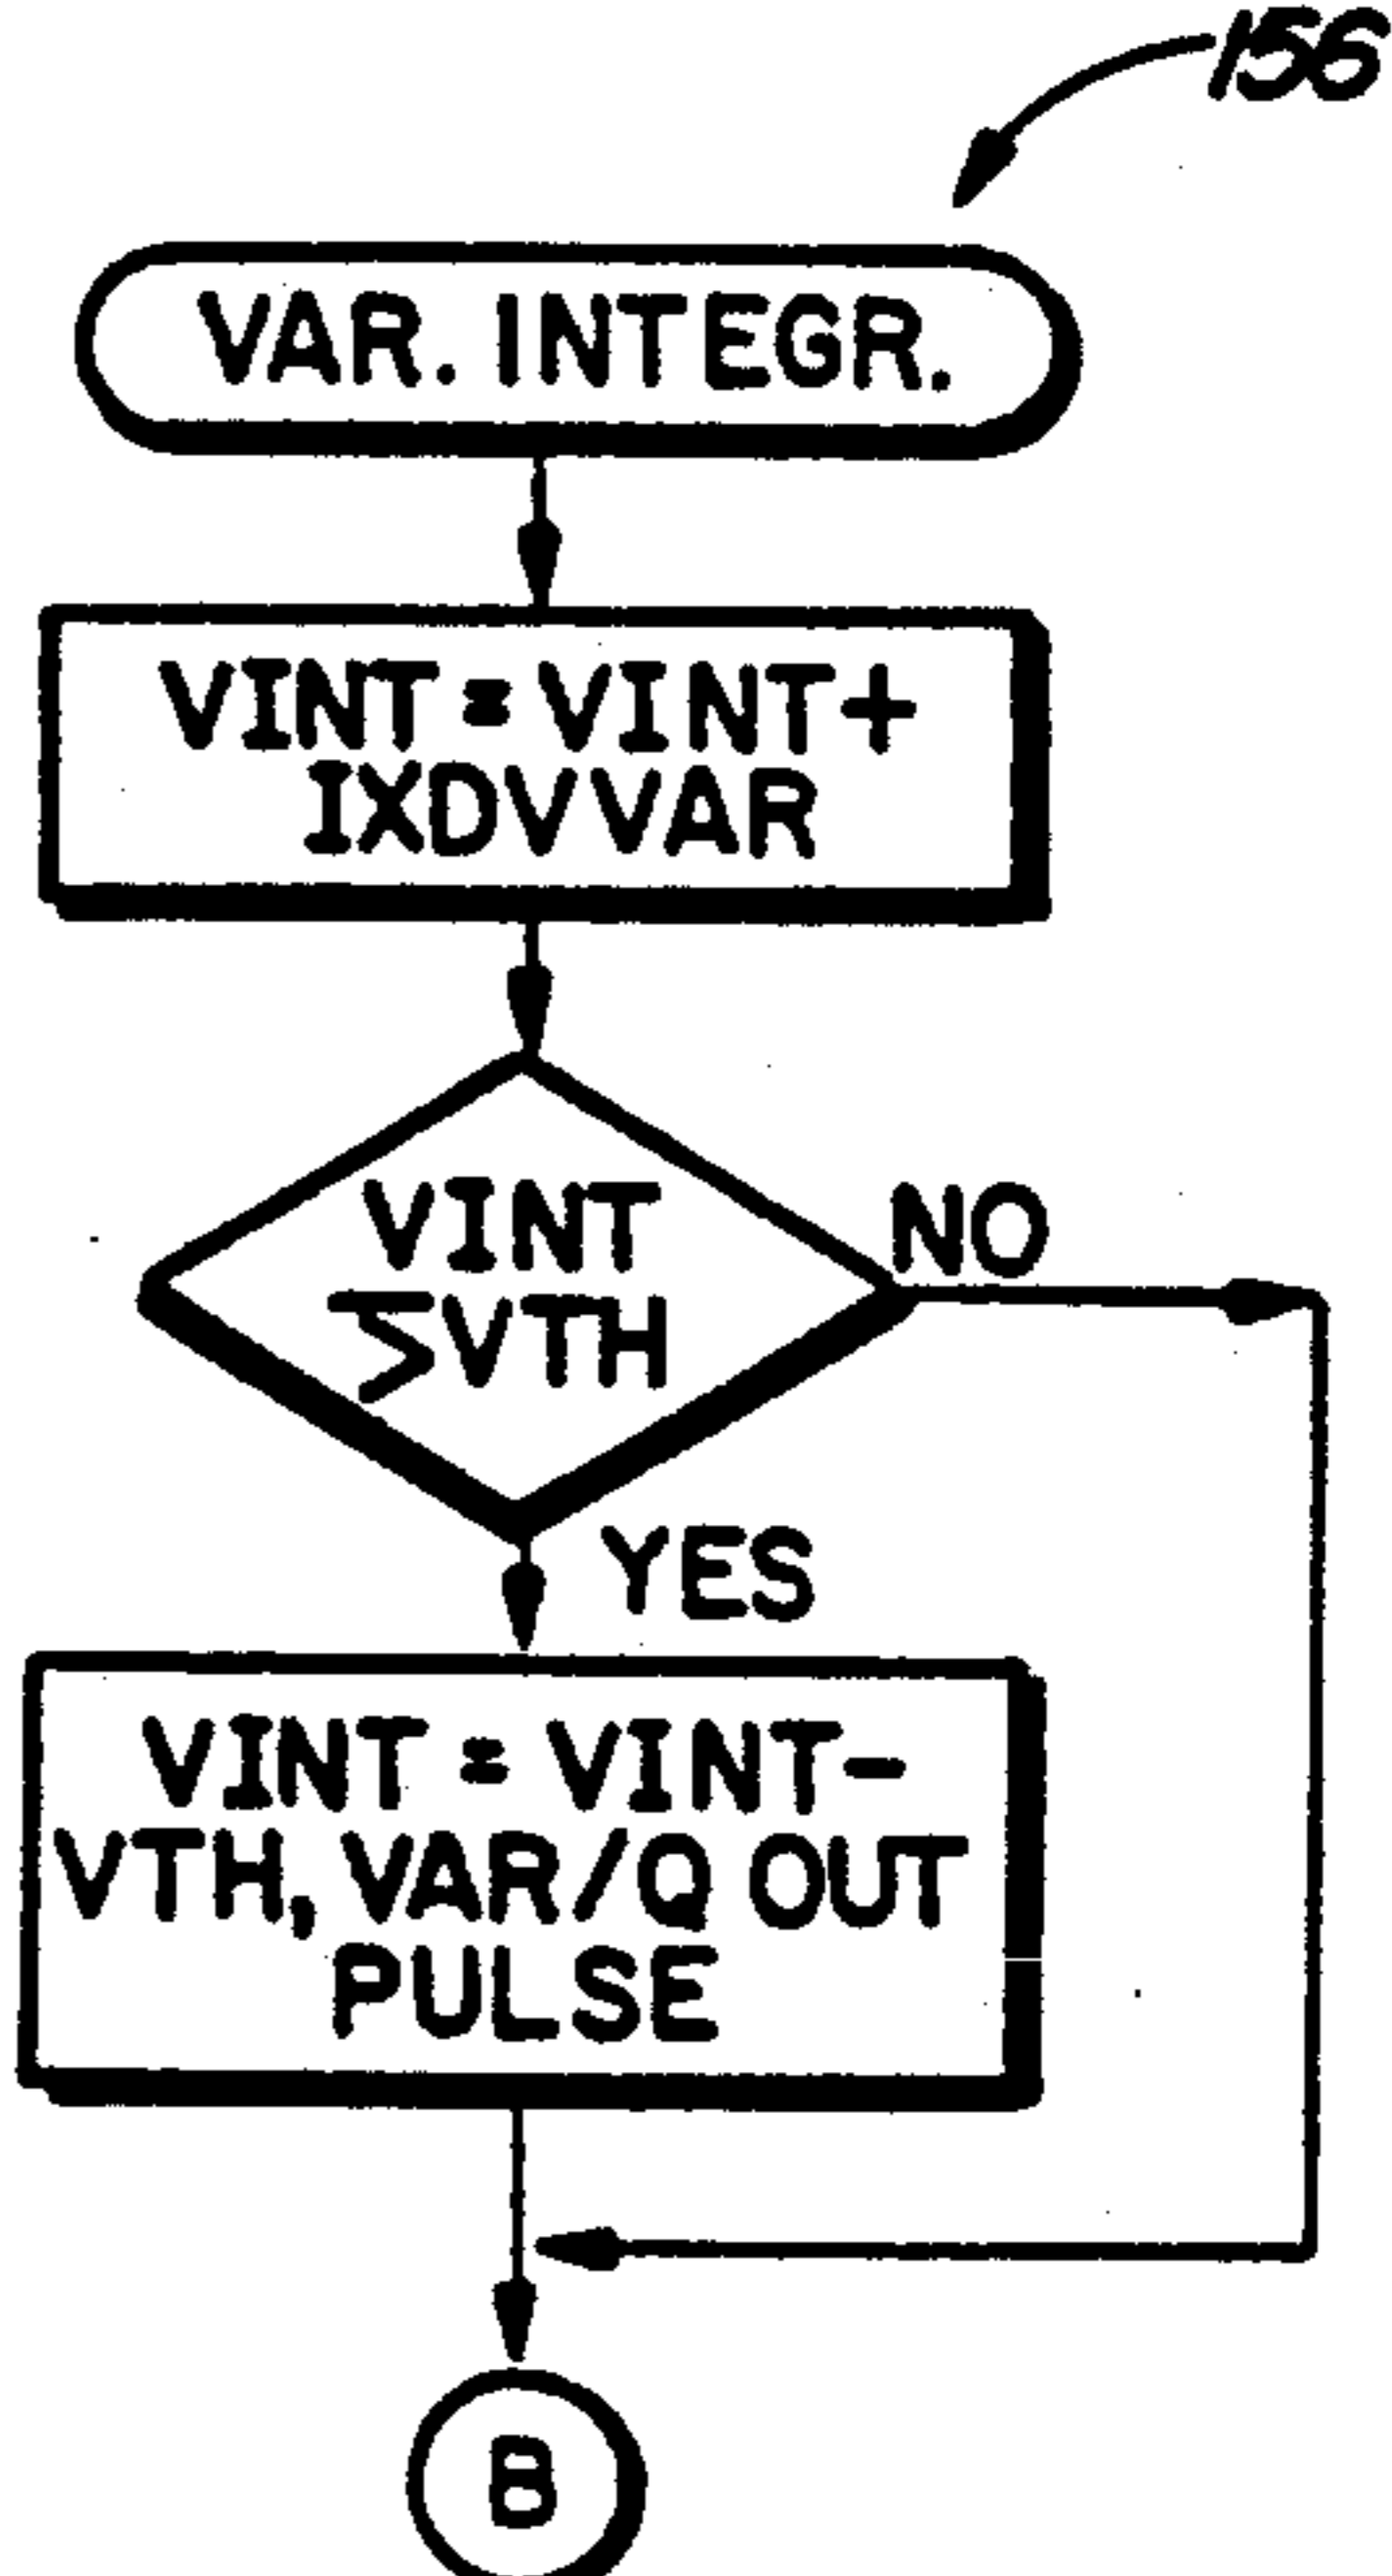 156
VAR. INTEGR.
VINT = VINT +
IXDVVAR
VINT
⦠VTH
NO
YES
VINT = VINT -
VTH, VAR/Q OUT
PULSE
B